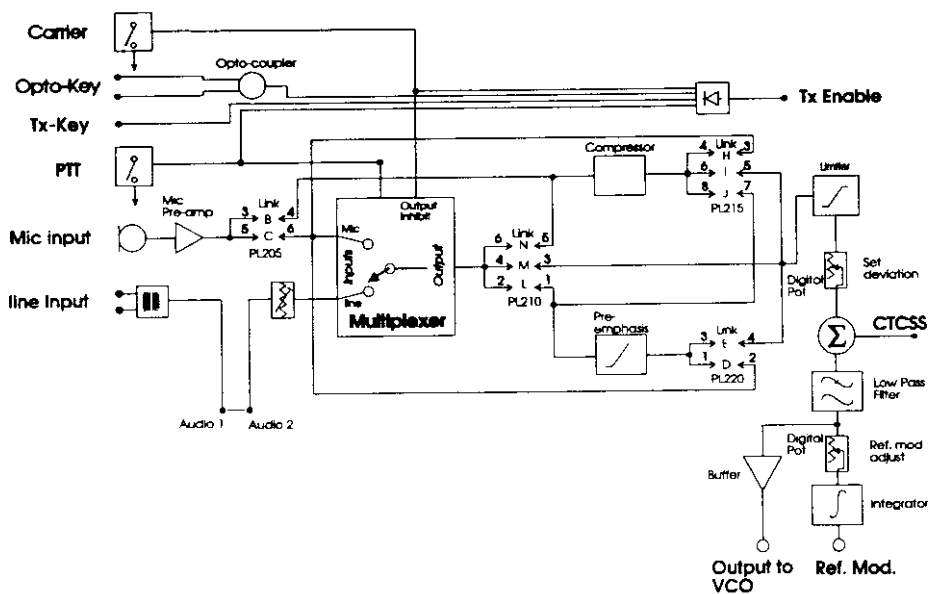 Carrier
Opto-coupler
Opto-Key
Tx Enable
Tx-Key
PTT
Mic
Pre-amp
Mic input
3
Link
B
4
5
C
6
PL205
Output
Inhibit
Mic
Inputs
Output
line
Multiplexer
6
N
5
4
M
3
2
L
1
PL210
Compressor
4
Link
H
3
6
I
5
8
J
7
PL215
Limiter
Digital
Pot
Set
deviation
line Input
Pre-
emphasis
3
Link
E
4
1
D
2
PL220
Σ
CTCSS
Low Pass
Filter
Audio 1
Audio 2
Digital
Pot
Ref. mod
adjust
Buffer
Integrator
Output to
VCO
Ref. Mod.